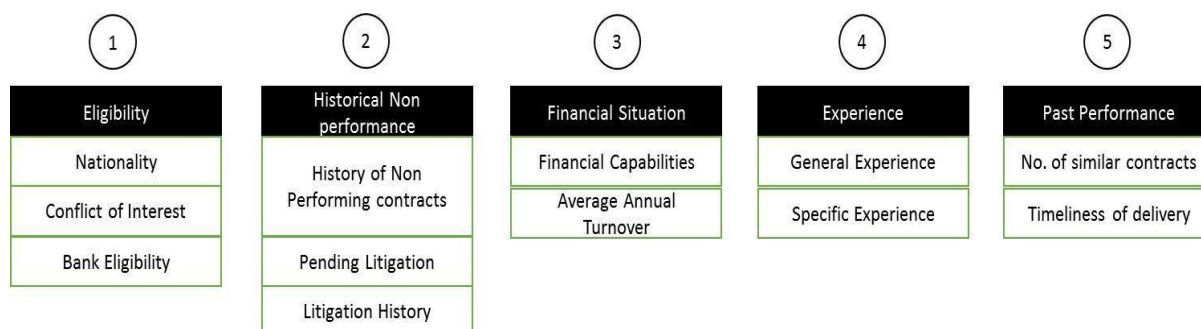 1
2
3
4
5
Eligibility
Nationality
Conflict of Interest
Bank Eligibility
Historical Non
performance
History of Non
Performing contracts
Pending Litigation
Litigation History
Financial Situation
Financial Capabilities
Average Annual
Turnover
Experience
General Experience
Specific Experience
Past Performance
No. of similar contracts
Timeliness of delivery